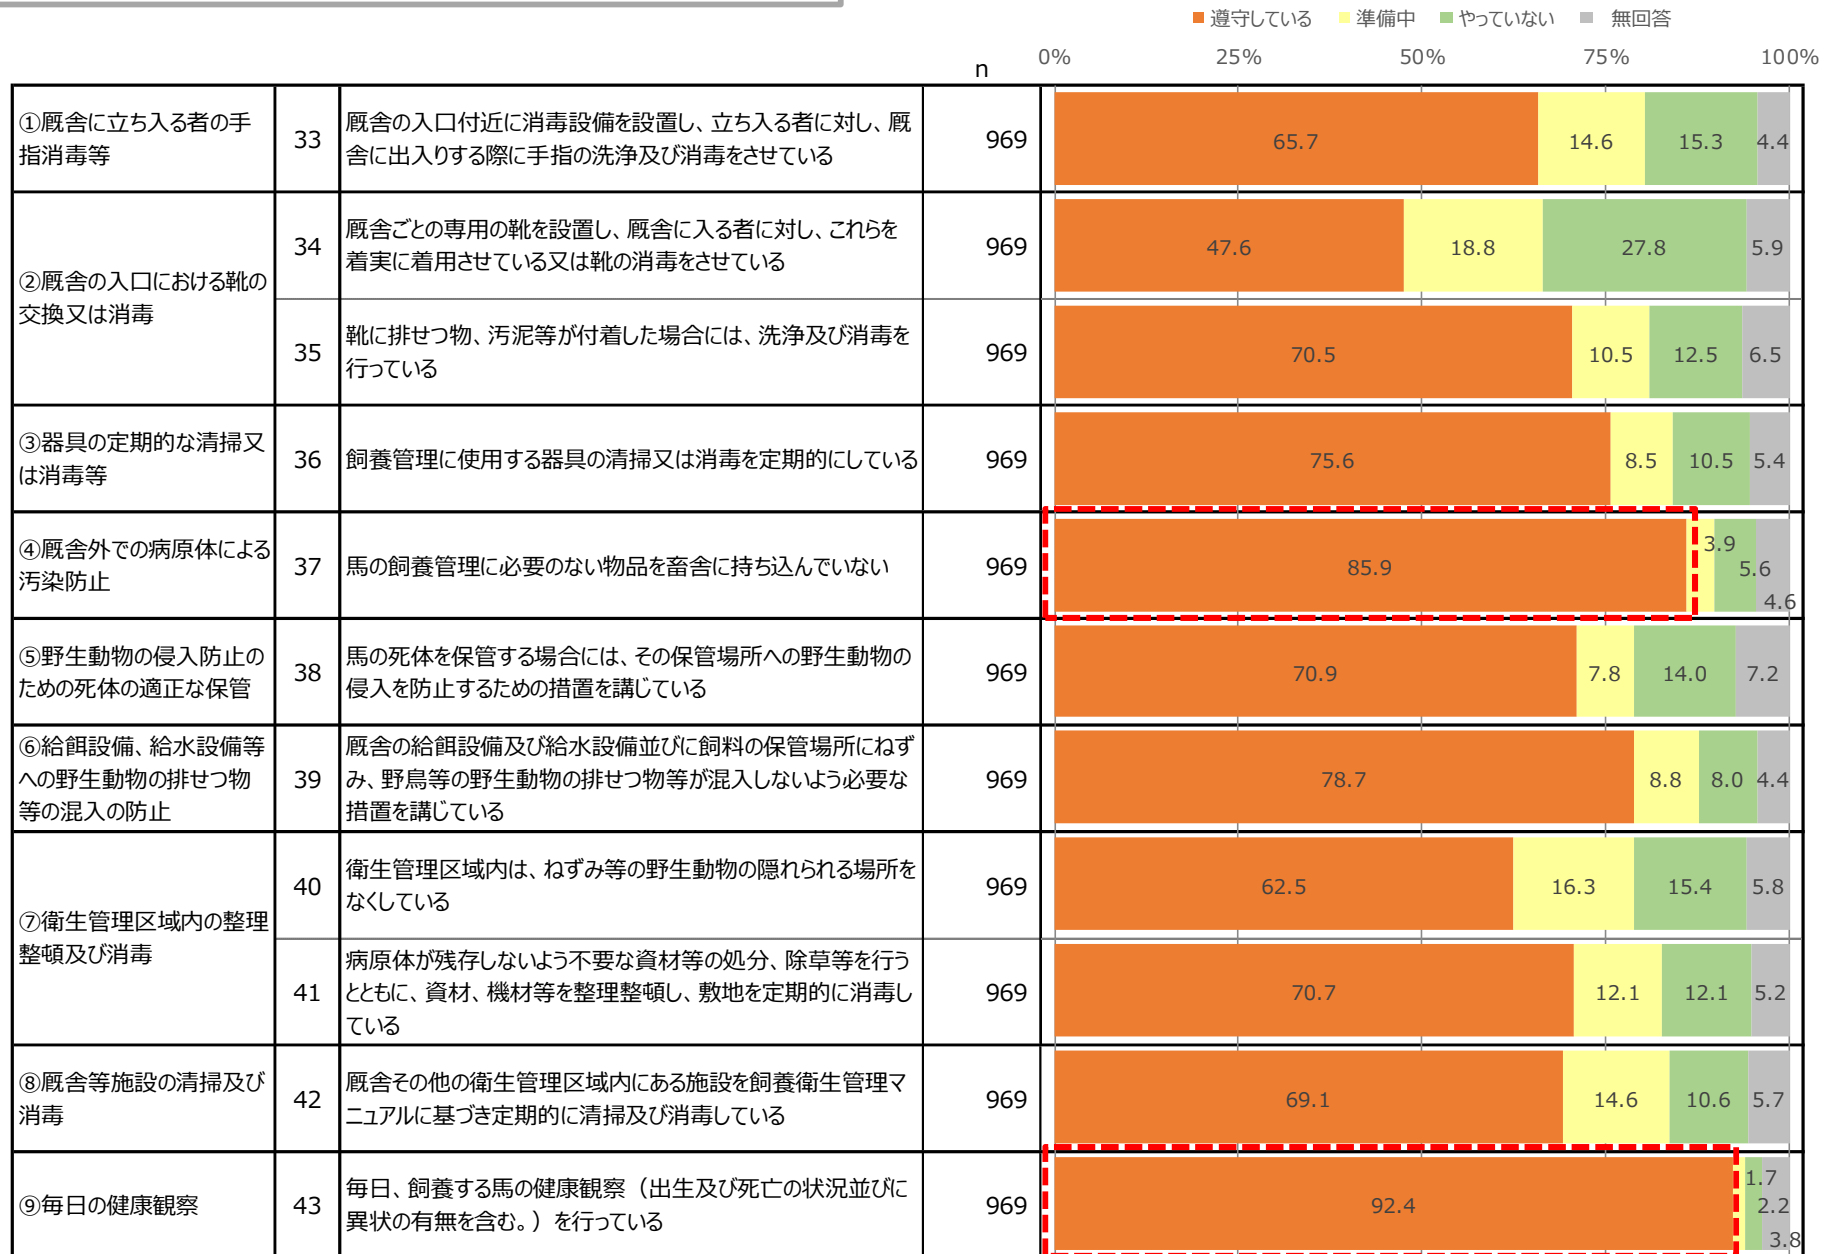 遵守している 準備中 やっていない 無回答
n 0% 25% 50% 75% 100%
①厩舎に立ち入る者の手
指消毒等
33
厩舎の入口付近に消毒設備を設置し、立ち入る者に対し、厩
舎に出入りする際に手指の洗浄及び消毒をさせている
969
65.7 14.6 15.3 4.4
②厩舎の入口における靴の
交換又は消毒
34
厩舎ごとの専用の靴を設置し、厩舎に入る者に対し、これらを
着実に着用させている又は靴の消毒をさせている
969
47.6 18.8 27.8 5.9
35
靴に排せつ物、汚泥等が付着した場合には、洗浄及び消毒を
行っている
969
70.5 10.5 12.5 6.5
③器具の定期的な清掃又
は消毒等
36
飼養管理に使用する器具の清掃又は消毒を定期的にしている
969
75.6 8.5 10.5 5.4
④厩舎外での病原体による
汚染防止
37
馬の飼養管理に必要のない物品を畜舎に持ち込んでいない
969
85.9 3.9 5.6 4.6
⑤野生動物の侵入防止の
ための死体の適正な保管
38
馬の死体を保管する場合には、その保管場所への野生動物の
侵入を防止するための措置を講じている
969
70.9 7.8 14.0 7.2
⑥給餌設備、給水設備等
への野生動物の排せつ物
等の混入の防止
39
厩舎の給餌設備及び給水設備並びに飼料の保管場所にねず
み、野鳥等の野生動物の排せつ物等が混入しないよう必要な
措置を講じている
969
78.7 8.8 8.0 4.4
⑦衛生管理区域内の整理
整頓及び消毒
40
衛生管理区域内は、ねずみ等の野生動物の隠れられる場所を
なくしている
969
62.5 16.3 15.4 5.8
41
病原体が残存しないよう不要な資材等の処分、除草等を行う
とともに、資材、機材等を整理整頓し、敷地を定期的に消毒し
ている
969
70.7 12.1 12.1 5.2
⑧厩舎等施設の清掃及び
消毒
42
厩舎その他の衛生管理区域内にある施設を飼養衛生管理マ
ニュアルに基づき定期的に清掃及び消毒している
969
69.1 14.6 10.6 5.7
⑨毎日の健康観察
43
毎日、飼養する馬の健康観察（出生及び死亡の状況並びに
異状の有無を含む。）を行っている
969
92.4 1.7 2.2 3.8